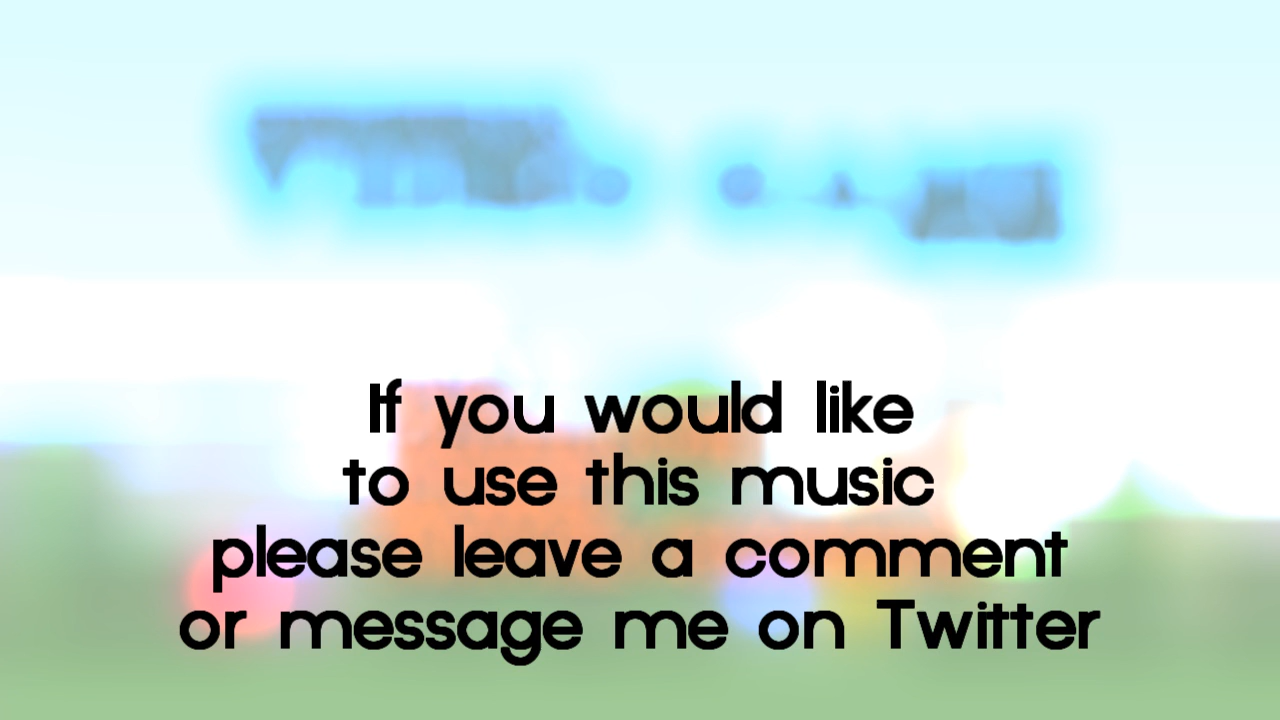 If you would like
to use this music
please leave a comment
or message me on Twitter